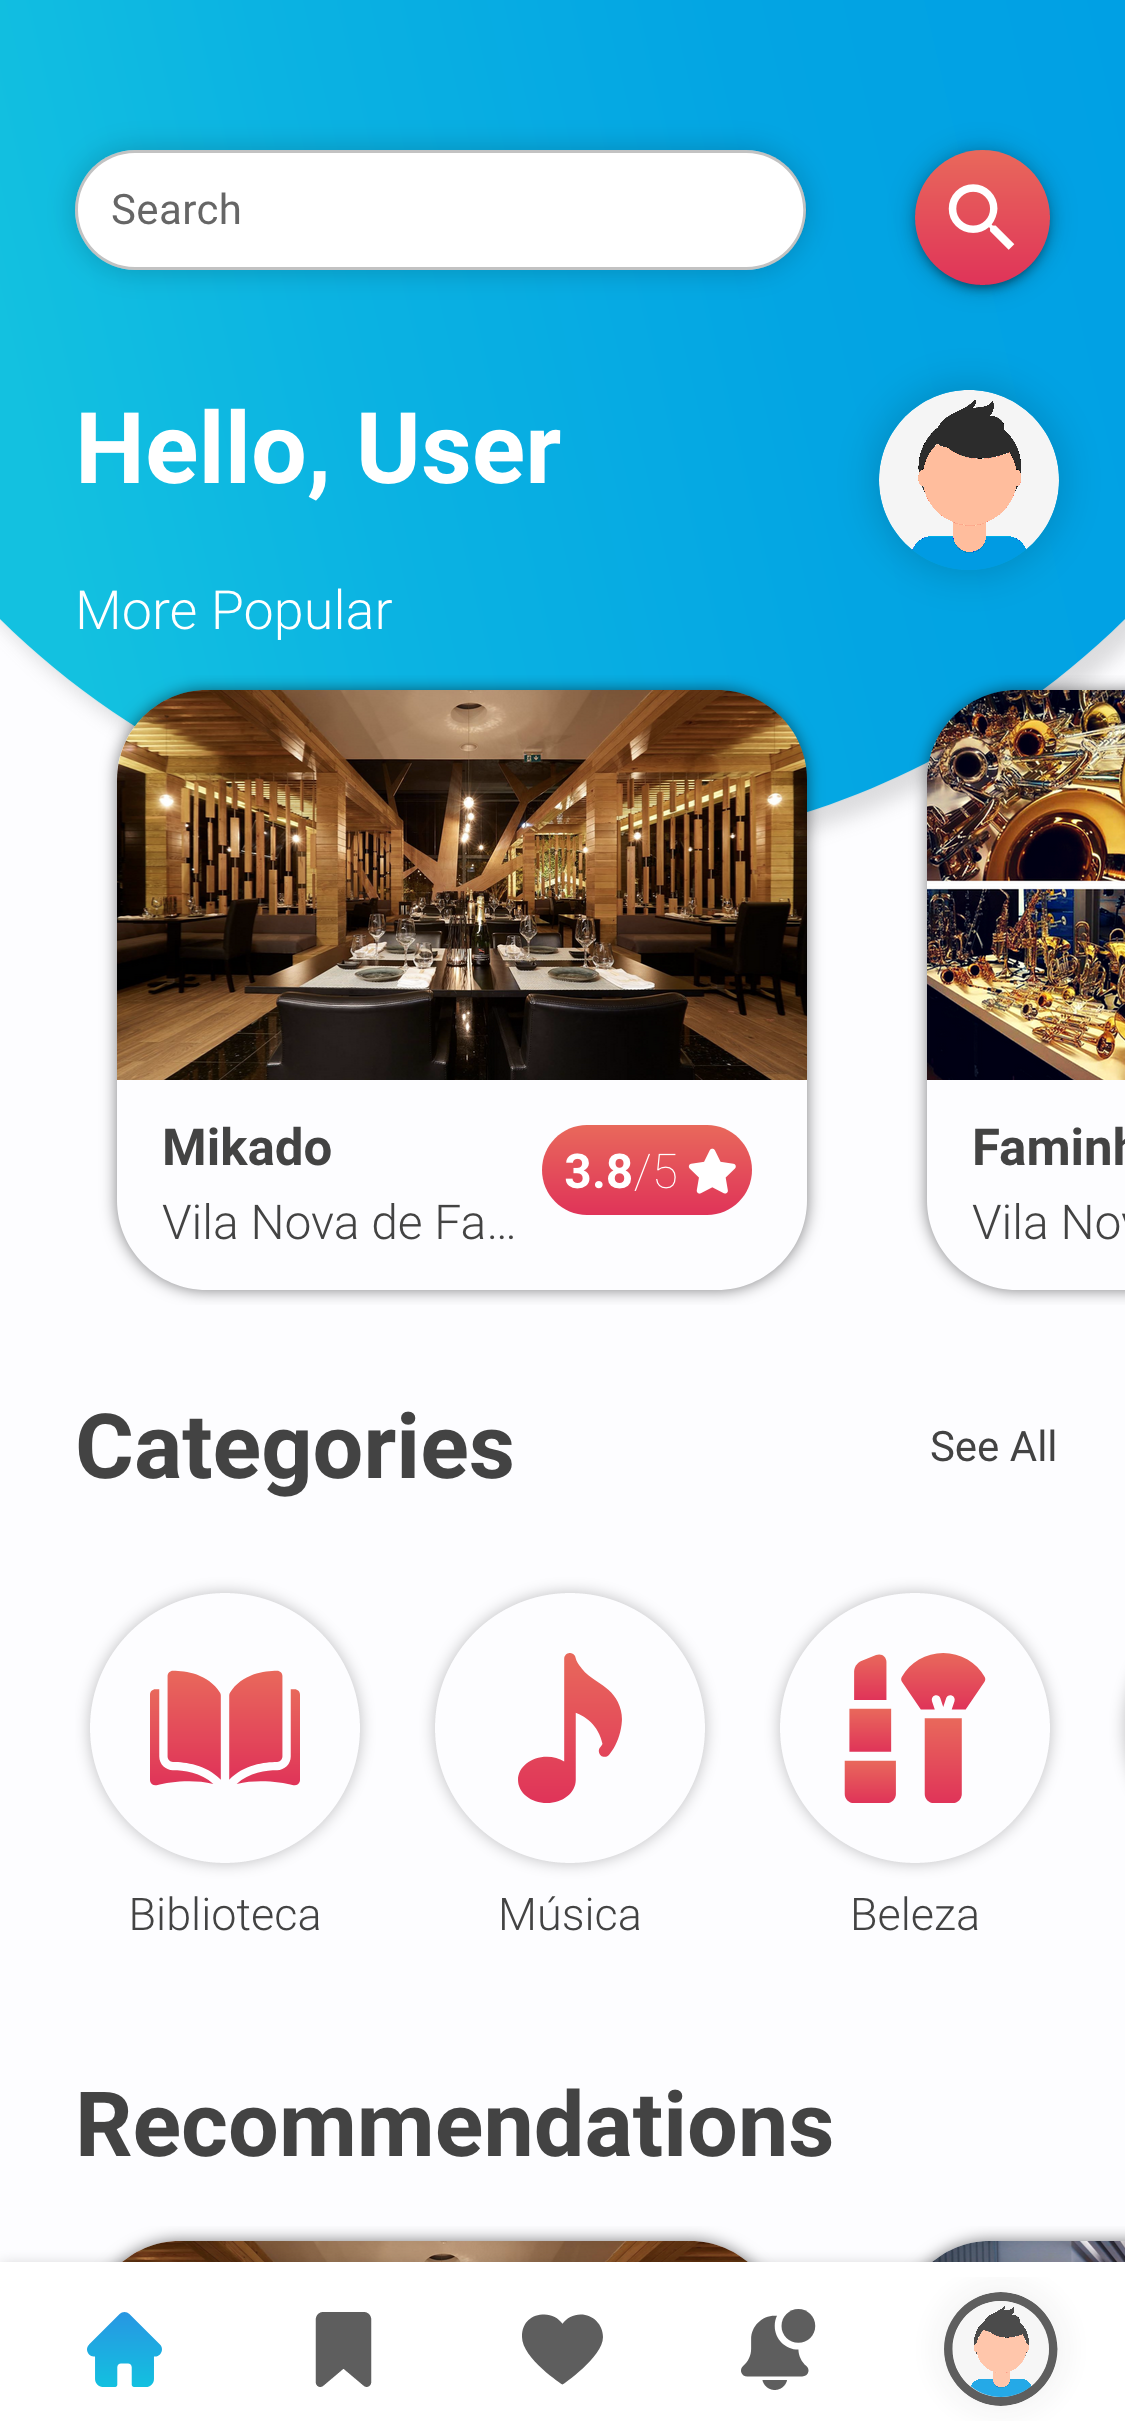 Search
Hello, User
More Popular
Mikado
3.8/5
Vila Nova de Fa...
Faminh
Vila Nov
Categories
See All
Biblioteca
Música
Beleza
Recommendations